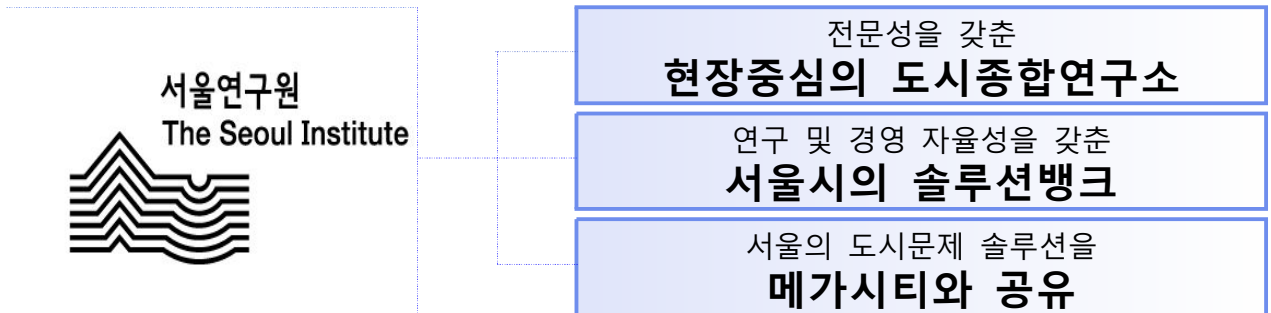 서울연구원
The Seoul Institute
전문성을 갖춘
현장중심의 도시종합연구소
연구 및 경영 자율성을 갖춘
서울시의 솔루션뱅크
서울의 도시문제 솔루션을
메가시티와 공유